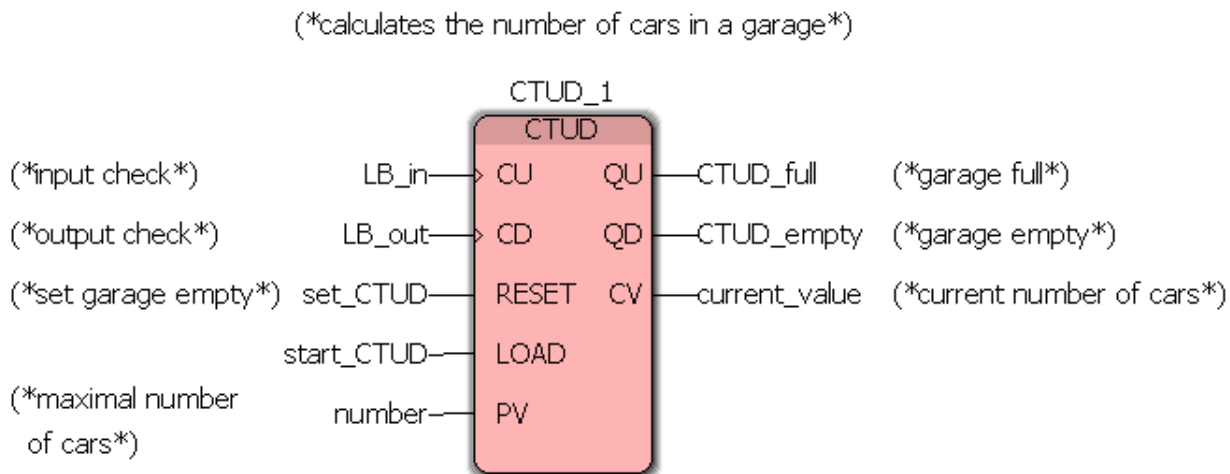 (*calculates the number of cars in a garage*)
CTUD_1
CTUD
(*input check*) LB_in CU QU CTUD_full (*garage full*)
(*output check*) LB_out CD QD CTUD_empty (*garage empty*)
(*set garage empty*) set_CTUD RESET CV current_value (*current number of cars*)
start_CTUD LOAD
(*maximal number
number PV
of cars*)